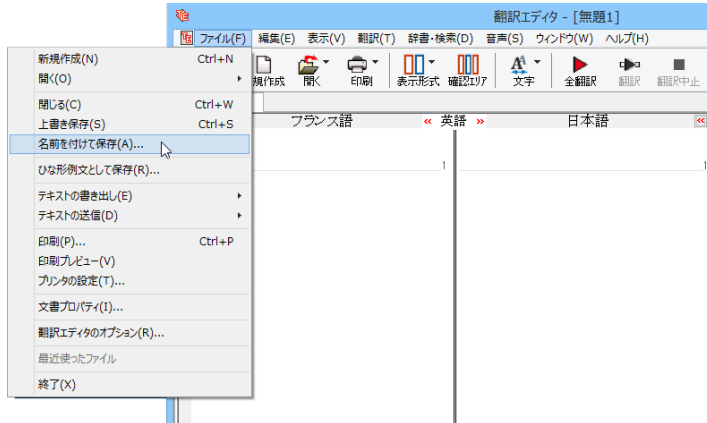 翻訳エディタ - [無題1]
ファイル(F) 編集(E) 表示(V) 翻訳(T) 辞書・検索(D) 音声(S) ウィンドウ(W) ヘルプ(H)
規作成 開く 印刷 表示形式 確認エリア 文字 全翻訳 翻訳 翻訳中止
フランス語 « 英語 » 日本語 «
1 1
新規作成(N) Ctrl+N
開く(O)
閉じる(C) Ctrl+W
上書き保存(S) Ctrl+S
名前を付けて保存(A)...
ひな形例文として保存(R)...
テキストの書き出し(E)
テキストの送信(D)
印刷(P)... Ctrl+P
印刷プレビュー(V)
プリンタの設定(T)...
文書プロパティ(I)...
翻訳エディタのオプション(R)...
最近使ったファイル
終了(X)